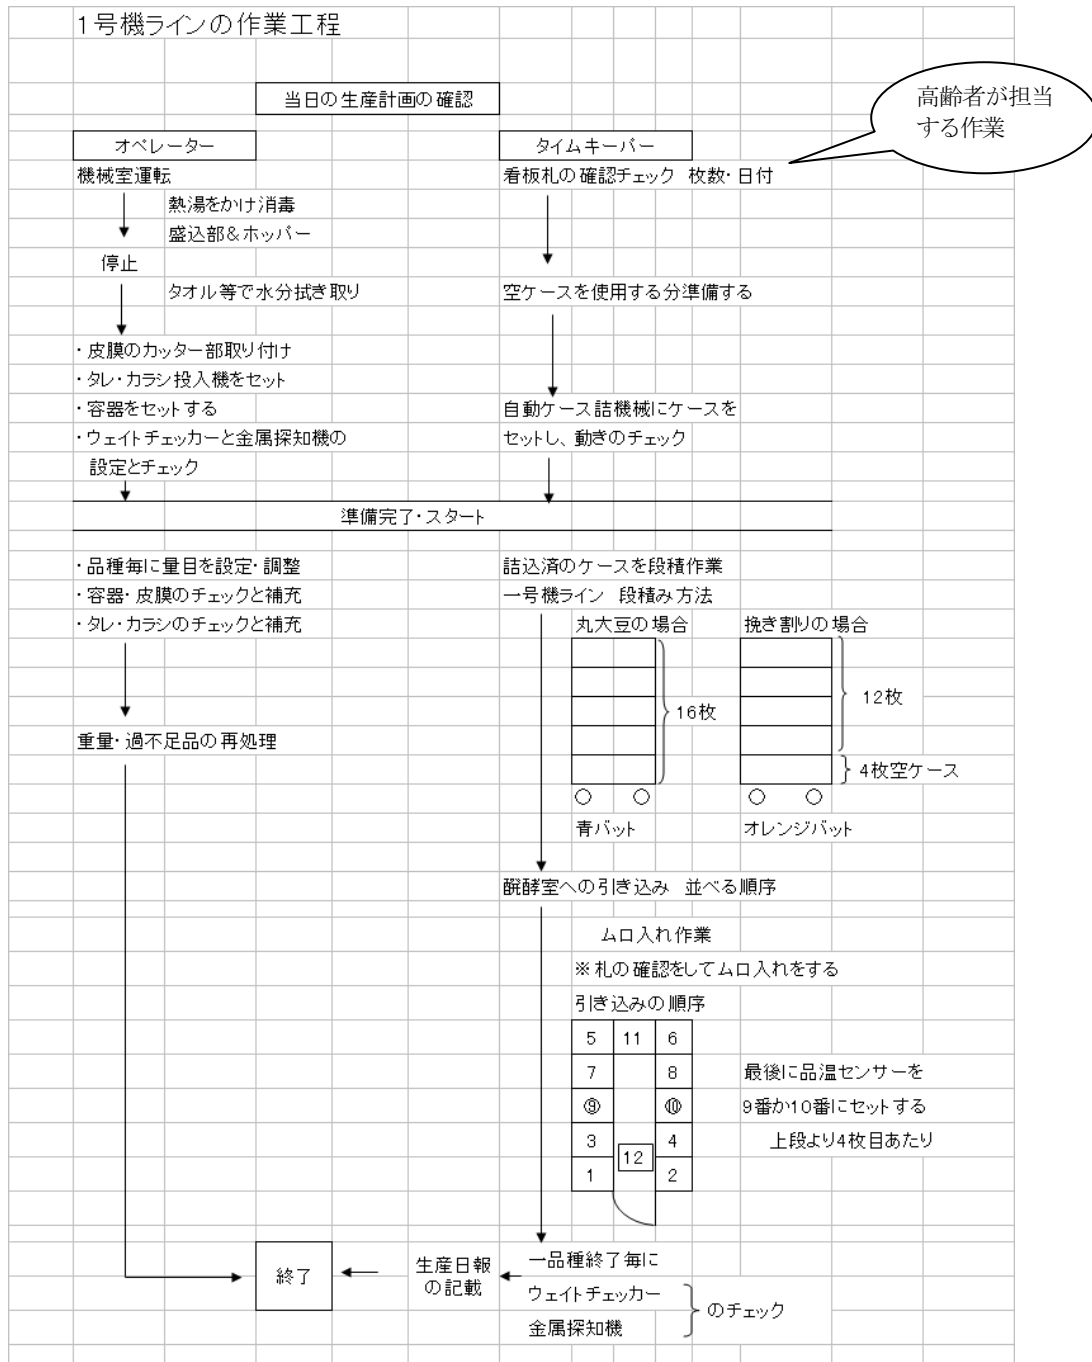 1号機ラインの作業工程
当日の生産計画の確認
高齢者が担当
する作業
オペレーター
機械室運転
熱湯をかけ消毒
盛込部&ホッパー
停止
タオル等で水分拭き取り
・皮膜のカッター部取り付け
・タレ・カラシ投入機をセット
・容器をセットする
・ウェイトチェッカーと金属探知機の
設定とチェック
タイムキーパー
看板札の確認チェック 枚数・日付
空ケースを使用する分準備する
自動ケース詰機械にケースを
セットし、動きのチェック
準備完了・スタート
・品種毎に量目を設定・調整
・容器・皮膜のチェックと補充
・タレ・カラシのチェックと補充
重量・過不足品の再処理
詰込済のケースを段積作業
一号機ライン 段積み方法
丸大豆の場合
16枚
青バット
挽き割りの場合
12枚
4枚空ケース
オレンジバット
醗酵室への引き込み 並べる順序
ムロ入れ作業
※札の確認をしてムロ入れをする
引き込みの順序
5 11 6
7 8
⑨ ⑩
3 4
12
1 2
最後に品温センサーを
9番か10番にセットする
上段より4枚目あたり
一品種終了毎に
ウェイトチェッカー
金属探知機
のチェック
生産日報
の記載
終了